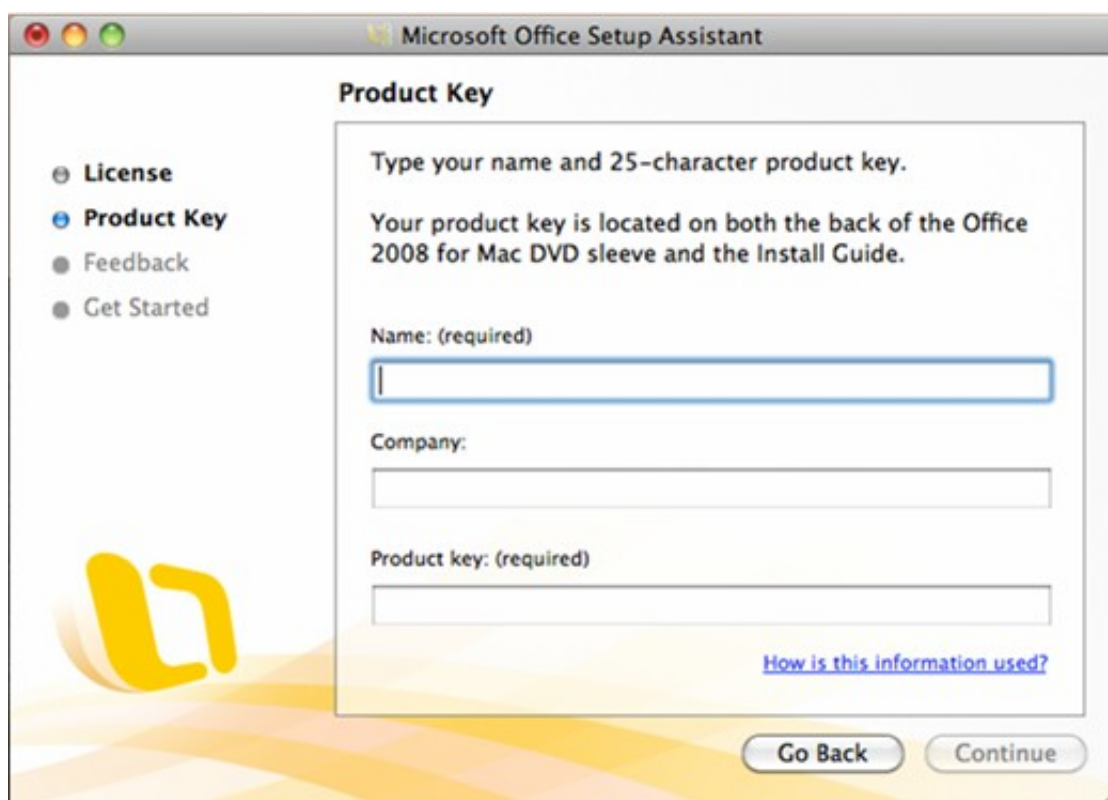 Microsoft Office Setup Assistant
Product Key
License
Product Key
Feedback
Get Started
Type your name and 25-character product key.
Your product key is located on both the back of the Office
2008 for Mac DVD sleeve and the Install Guide.
Name: (required)
Company:
Product key: (required)
How is this information used?
Go Back
Continue